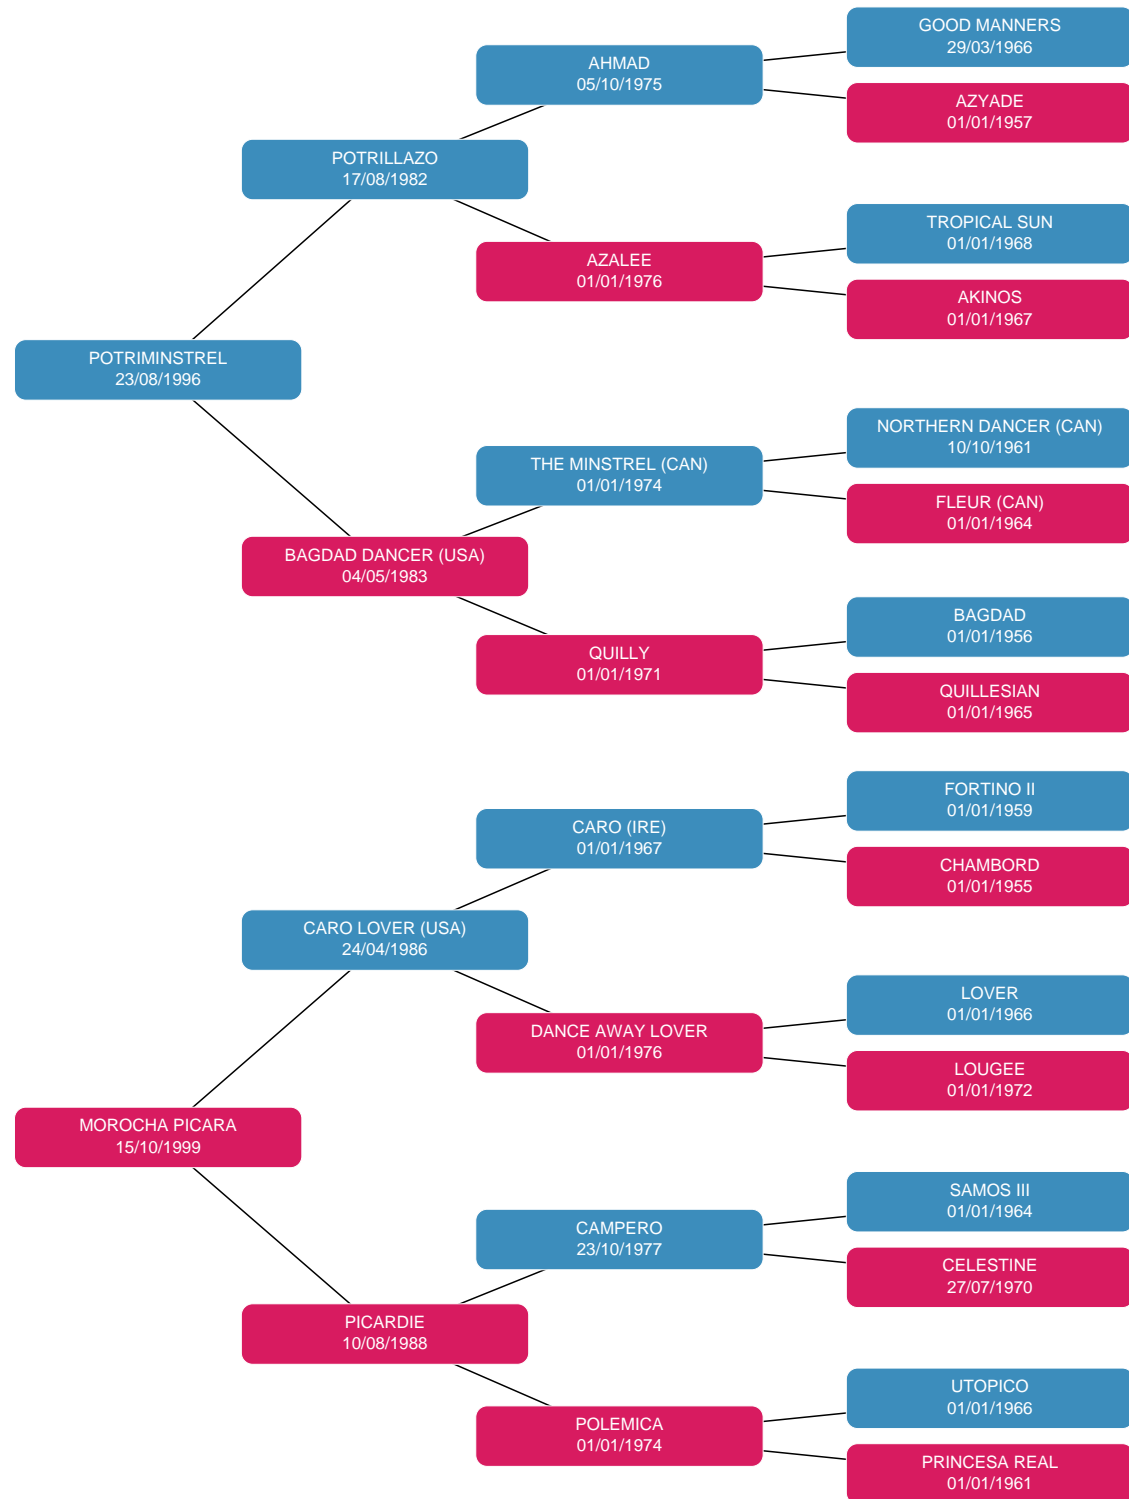 GOOD MANNERS
29/03/1966
AHMAD
05/10/1975
AZYADE
01/01/1957
POTRILLAZO
17/08/1982
TROPICAL SUN
01/01/1968
AZALEE
01/01/1976
AKINOS
01/01/1967
POTRIMINSTREL
23/08/1996
NORTHERN DANCER (CAN)
10/10/1961
THE MINSTREL (CAN)
01/01/1974
FLEUR (CAN)
01/01/1964
BAGDAD DANCER (USA)
04/05/1983
BAGDAD
01/01/1956
QUILLY
01/01/1971
QUILLESIAN
01/01/1965
FORTINO II
01/01/1959
CARO (IRE)
01/01/1967
CHAMBORD
01/01/1955
CARO LOVER (USA)
24/04/1986
LOVER
01/01/1966
DANCE AWAY LOVER
01/01/1976
LOUGEE
01/01/1972
MOROCHA PICARA
15/10/1999
SAMOS III
01/01/1964
CAMPERO
23/10/1977
CELESTINE
27/07/1970
PICARDIE
10/08/1988
UTOPICO
01/01/1966
POLEMICA
01/01/1974
PRINCESA REAL
01/01/1961